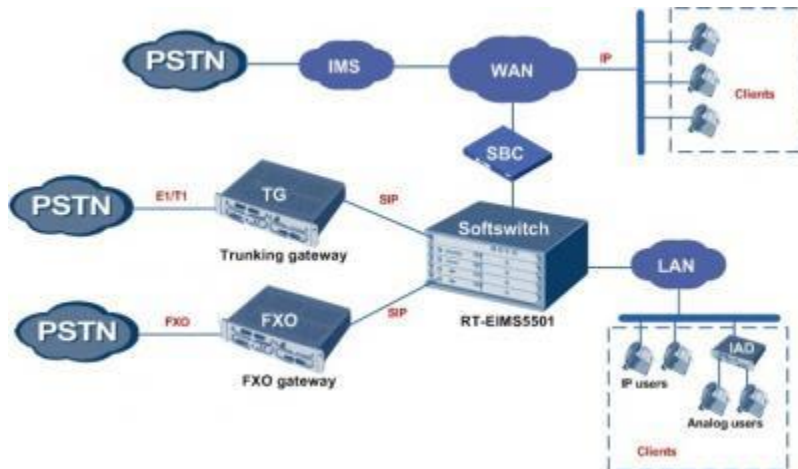 PSTN
IMS
WAN
IP
Clients
SBC
PSTN
E1/T1
TG
SIP
Trunking gateway
Softswitch
LAN
RT-EIMS5501
PSTN
FXO
FXO
SIP
FXO gateway
IP users
IAD
Analog users
Clients